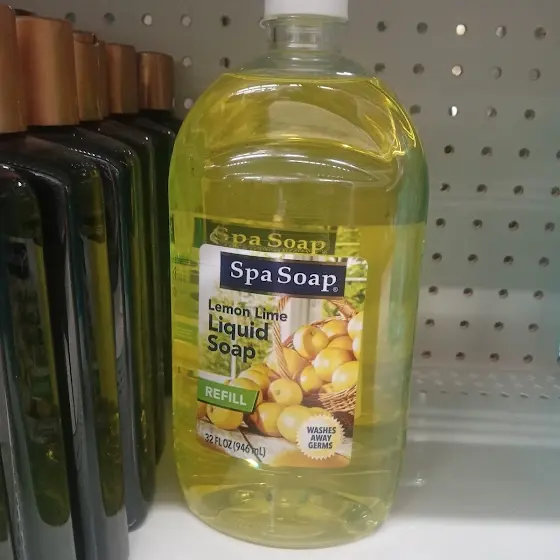 Spa Soap
Spa Soap®
Lemon Lime
Liquid
Soap
REFILL
WASHES
AWAY
GERMS
32 FL OZ (946 mL)